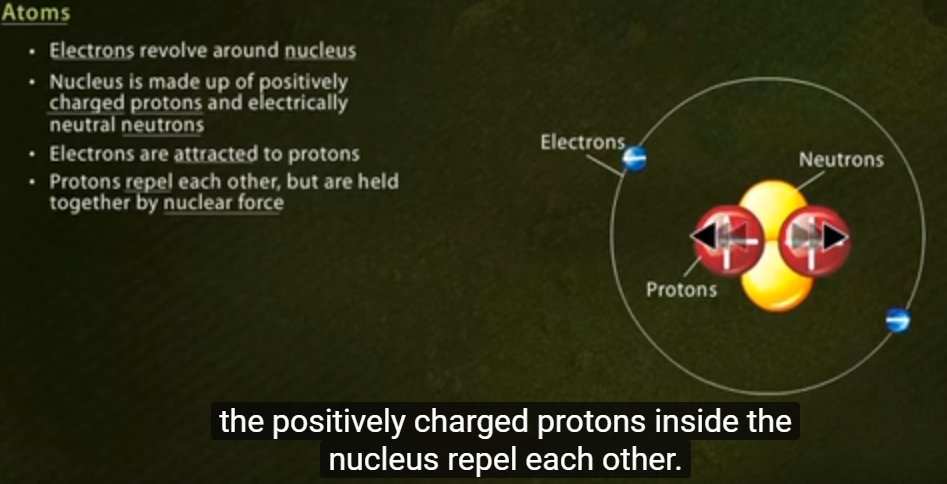 Atoms
• Electrons revolve around nucleus
• Nucleus is made up of positively
charged protons and electrically
neutral neutrons
• Electrons are attracted to protons
• Protons repel each other, but are held
together by nuclear force
Electrons
Neutrons
Protons
the positively charged protons inside the
nucleus repel each other.